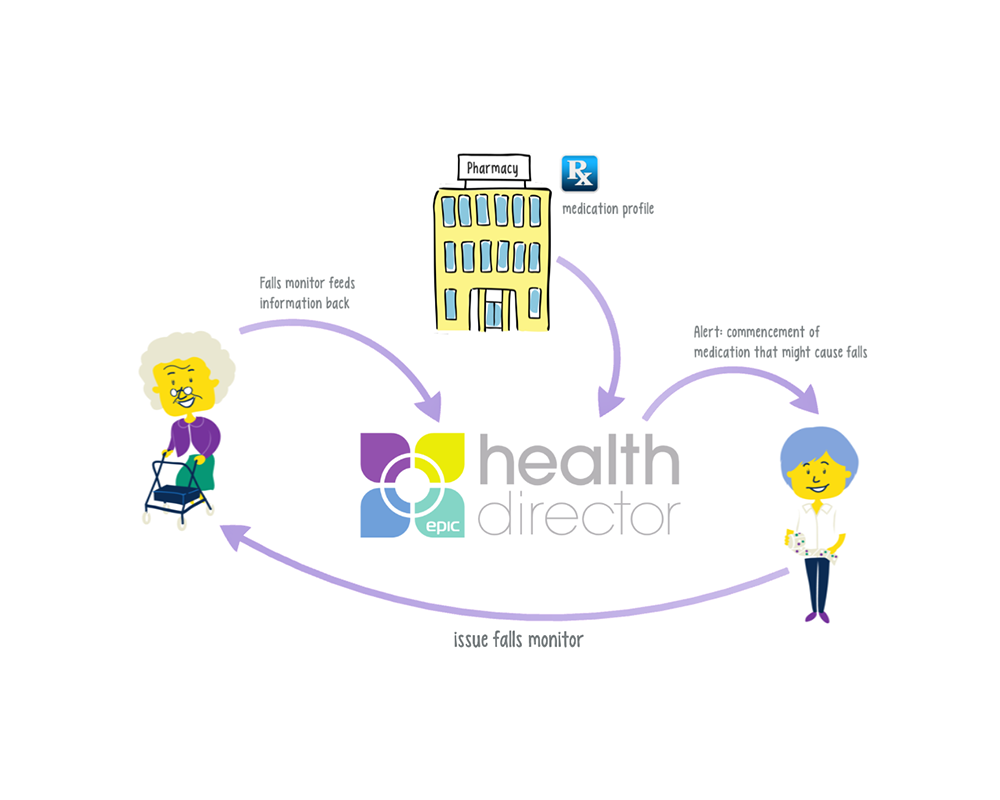 Pharmacy
Rx
medication profile
Falls monitor feeds
information back
Alert: commencement of
medication that might cause falls
health
director
epic
issue falls monitor